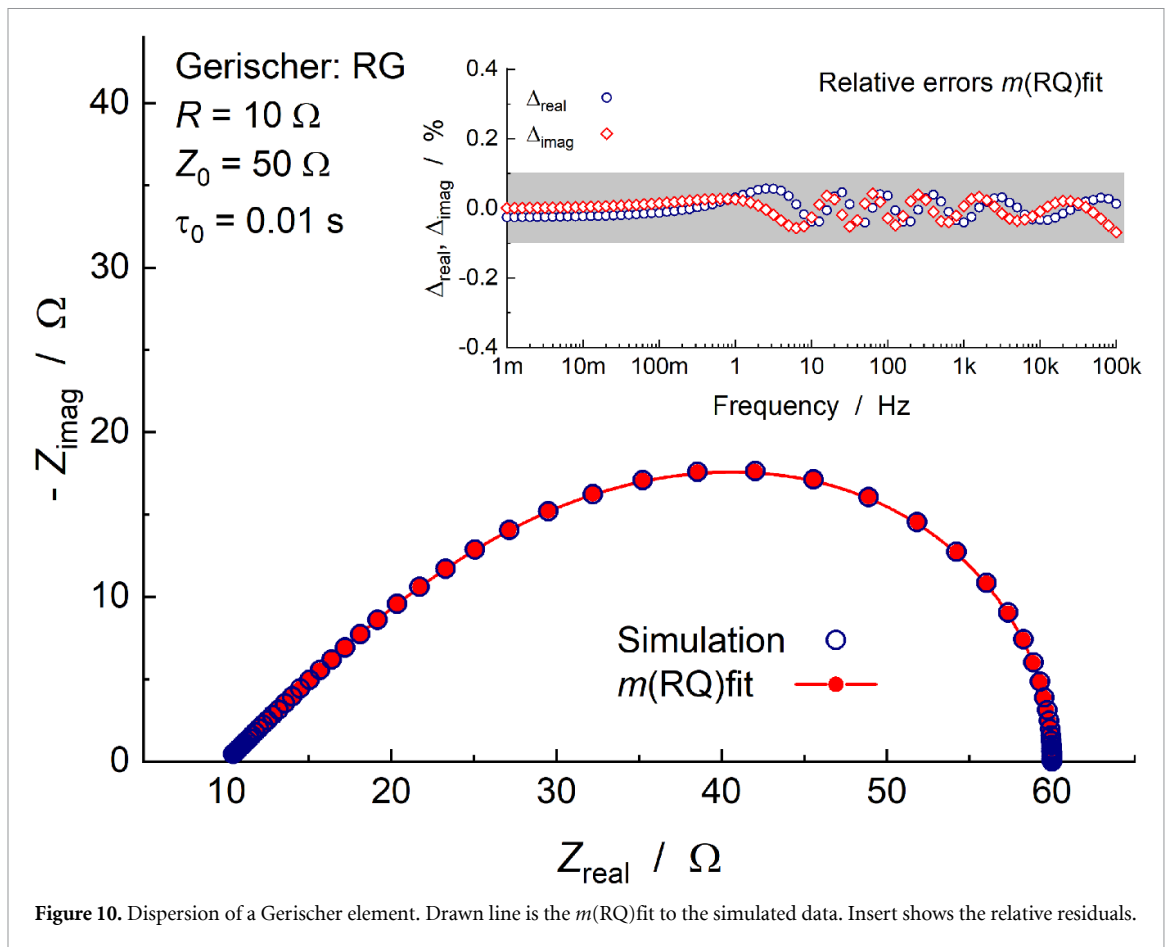 Gerischer: RG
R = 10 Ω
Z0 = 50 Ω
τ0 = 0.01 s
Relative errors m(RQ)fit
Δreal
Δimag
Δreal, Δimag / %
0.4
0.2
0.0
-0.2
-0.4
1m 10m 100m 1 10 100 1k 10k 100k
Frequency / Hz
- Zimag / Ω
40
30
20
10
0
Simulation
m(RQ)fit
10 20 30 40 50 60
Zreal / Ω
Figure 10. Dispersion of a Gerischer element. Drawn line is the m(RQ)fit to the simulated data. Insert shows the relative residuals.